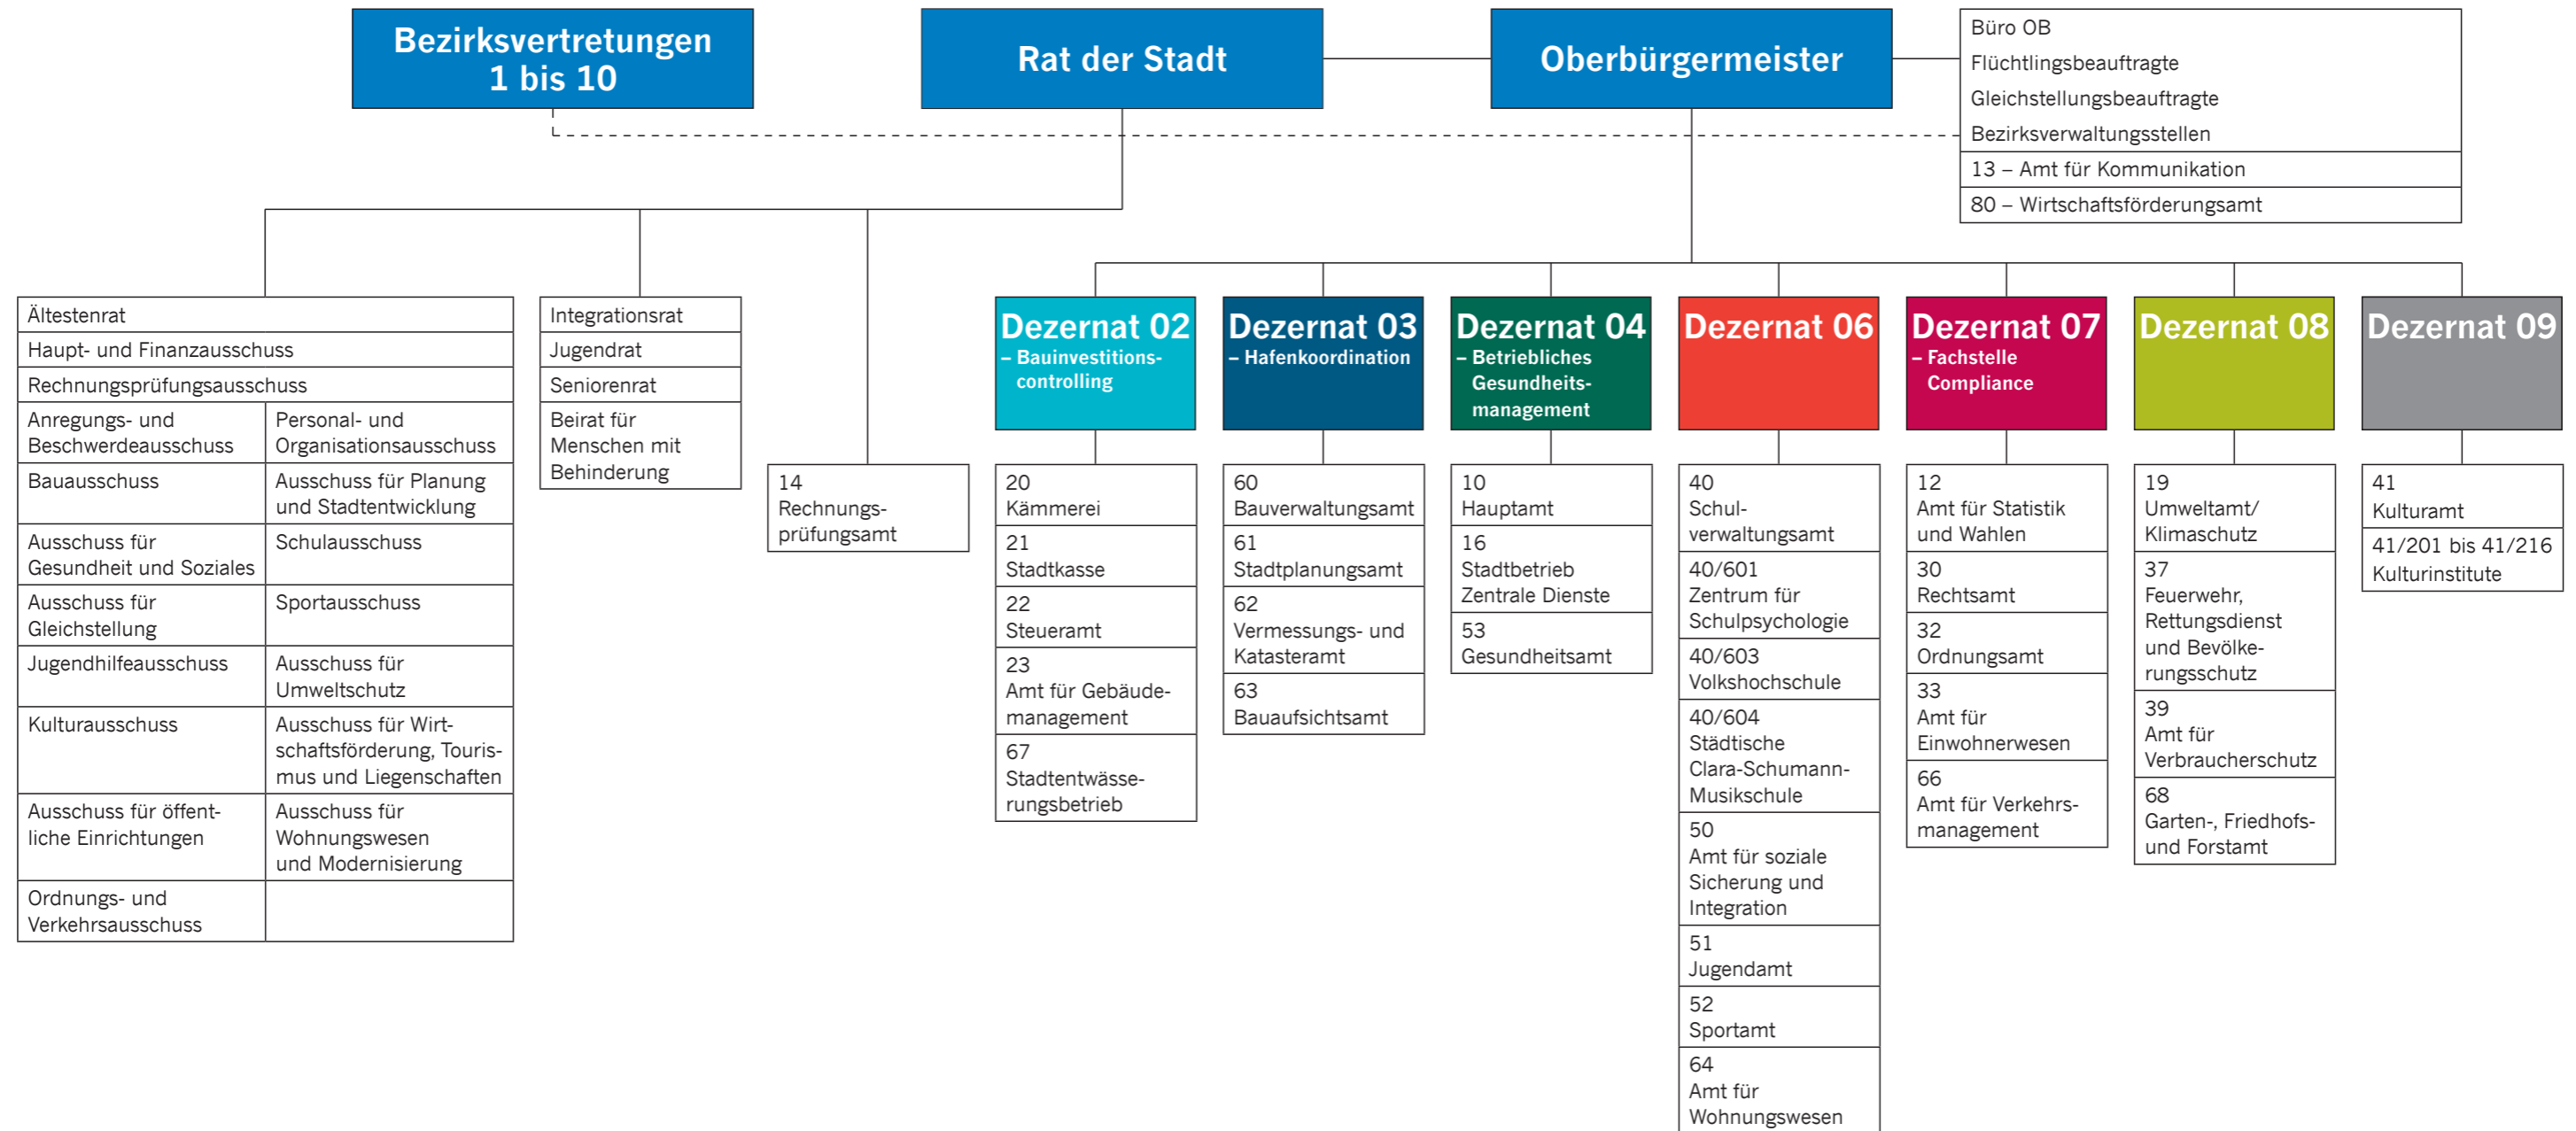 Bezirksvertretungen
1 bis 10
Rat der Stadt
Oberbürgermeister
Büro OB
Flüchtlingsbeauftragte
Gleichstellungsbeauftragte
Bezirksverwaltungsstellen
13 – Amt für Kommunikation
80 – Wirtschaftsförderungsamt
Ältestenrat
Haupt- und Finanzausschuss
Rechnungsprüfungsausschuss
Anregungs- und
Beschwerdeausschuss
Personal- und
Organisationsausschuss
Bauausschuss
Ausschuss für Planung
und Stadtentwicklung
Ausschuss für
Gesundheit und Soziales
Schulausschuss
Ausschuss für
Gleichstellung
Sportausschuss
Jugendhilfeausschuss
Ausschuss für
Umweltschutz
Kulturausschuss
Ausschuss für Wirt-
schaftsförderung, Touris-
mus und Liegenschaften
Ausschuss für öffent-
liche Einrichtungen
Ausschuss für
Wohnungswesen
und Modernisierung
Ordnungs- und
Verkehrsausschuss
Integrationsrat
Jugendrat
Seniorenrat
Beirat für
Menschen mit
Behinderung
14
Rechnungs-
prüfungsamt
Dezernat 02
– Bauinvestitions-
controlling
20
Kämmerei
21
Stadtkasse
22
Steueramt
23
Amt für Gebäude-
management
67
Stadtentwässe-
rungsbetrieb
Dezernat 03
– Hafenkoordination
60
Bauverwaltungsamt
61
Stadtplanungsamt
62
Vermessungs- und
Katasteramt
63
Bauaufsichtsamt
Dezernat 04
– Betriebliches
Gesundheits-
management
10
Hauptamt
16
Stadtbetrieb
Zentrale Dienste
53
Gesundheitsamt
Dezernat 06
40
Schul-
verwaltungsamt
40/601
Zentrum für
Schulpsychologie
40/603
Volkshochschule
40/604
Städtische
Clara-Schumann-
Musikschule
50
Amt für soziale
Sicherung und
Integration
51
Jugendamt
52
Sportamt
64
Amt für
Wohnungswesen
Dezernat 07
– Fachstelle
Compliance
12
Amt für Statistik
und Wahlen
30
Rechtsamt
32
Ordnungsamt
33
Amt für
Einwohnerwesen
66
Amt für Verkehrs-
management
Dezernat 08
19
Umweltamt/
Klimaschutz
37
Feuerwehr,
Rettungsdienst
und Bevölke-
rungsschutz
39
Amt für
Verbraucherschutz
68
Garten-, Friedhofs-
und Forstamt
Dezernat 09
41
Kulturamt
41/201 bis 41/216
Kulturinstitute